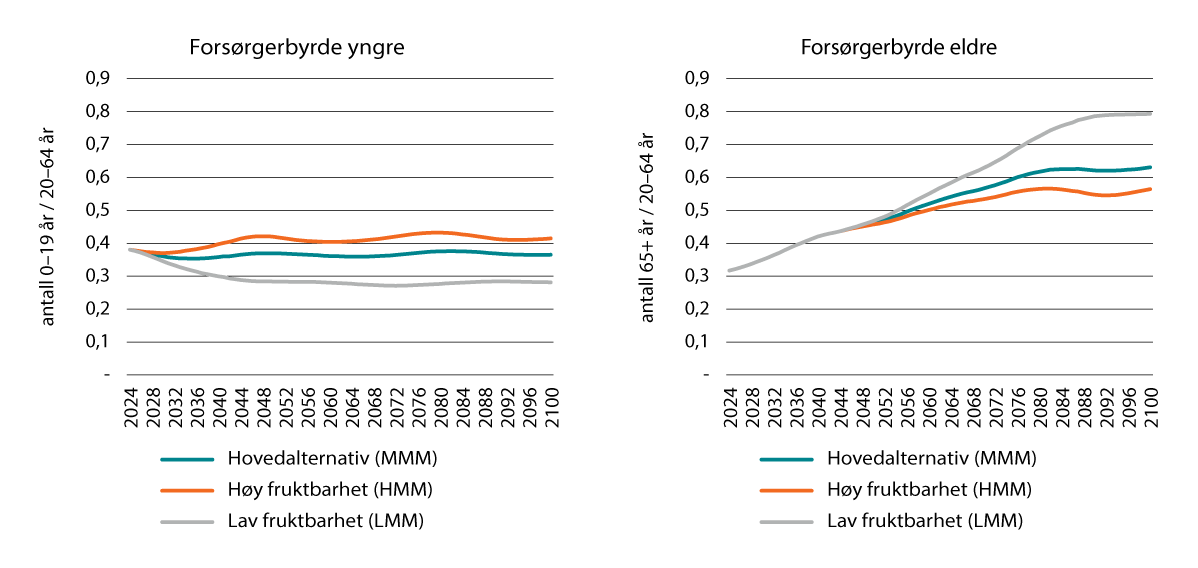 Forsørgerbyrde yngre
antall 0–19 år / 20–64 år
0,9
0,8
0,7
0,6
0,5
0,4
0,3
0,2
0,1
-
2024 2028 2032 2036 2040 2044 2048 2052 2056 2060 2064 2068 2072 2076 2080 2084 2088 2092 2096 2100
Hovedalternativ (MMM)
Høy fruktbarhet (HMM)
Lav fruktbarhet (LMM)
Forsørgerbyrde eldre
antall 65+ år / 20–64 år
0,9
0,8
0,7
0,6
0,5
0,4
0,3
0,2
0,1
-
2024 2028 2032 2036 2040 2044 2048 2052 2056 2060 2064 2068 2072 2076 2080 2084 2088 2092 2096 2100
Hovedalternativ (MMM)
Høy fruktbarhet (HMM)
Lav fruktbarhet (LMM)